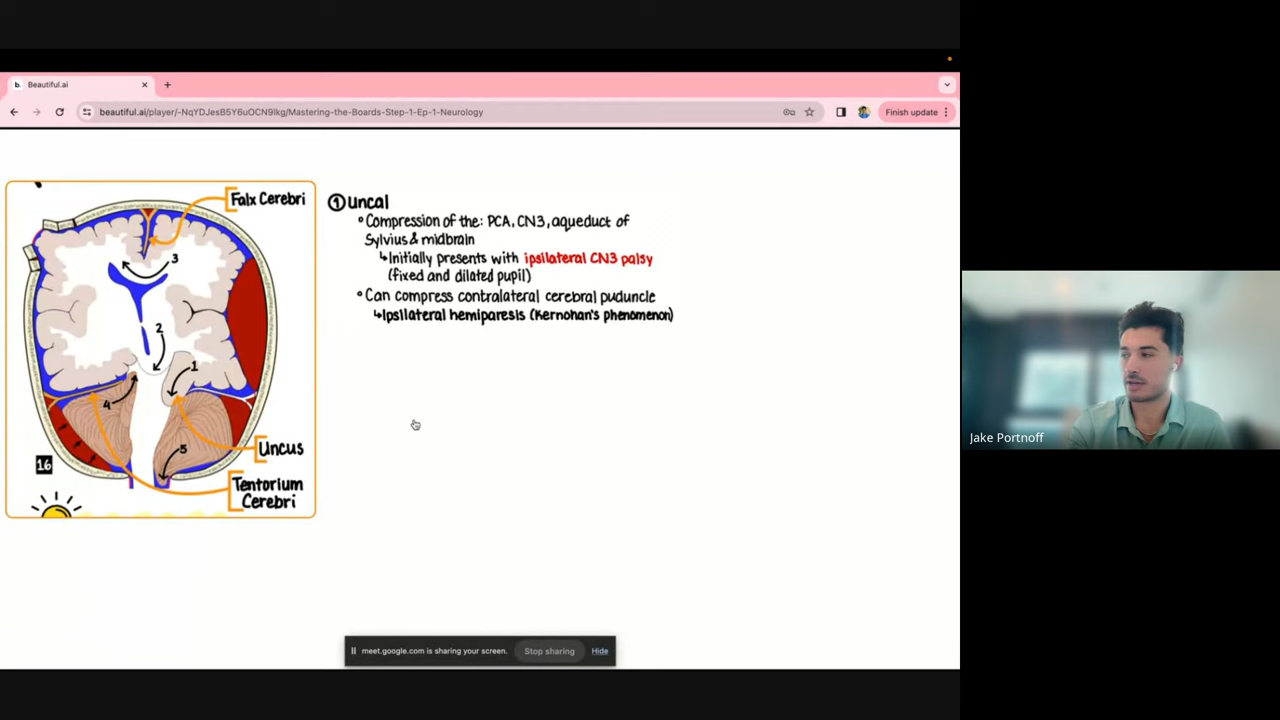 Beautiful.ai
beautiful.ai/player/-NqYDJesB5Y6uOCN9lkg/Mastering-the-Boards-Step-1-Ep-1-Neurology
Finish update
Falx Cerebri
3
2
1
4
5
16
Uncus
Tentorium
Cerebri
①uncal
°Compression of the: PCA, CN3, aqueduct of
Sylvius & midbrain
↳Initially presents with ipsilateral CN3 palsy
(fixed and dilated pupil)
°Can compress contralateral cerebral puduncle
↳Ipsilateral hemiparesis (Kernohan's phenomenon)
meet.google.com is sharing your screen.
Stop sharing
Hide
Jake Portnoff